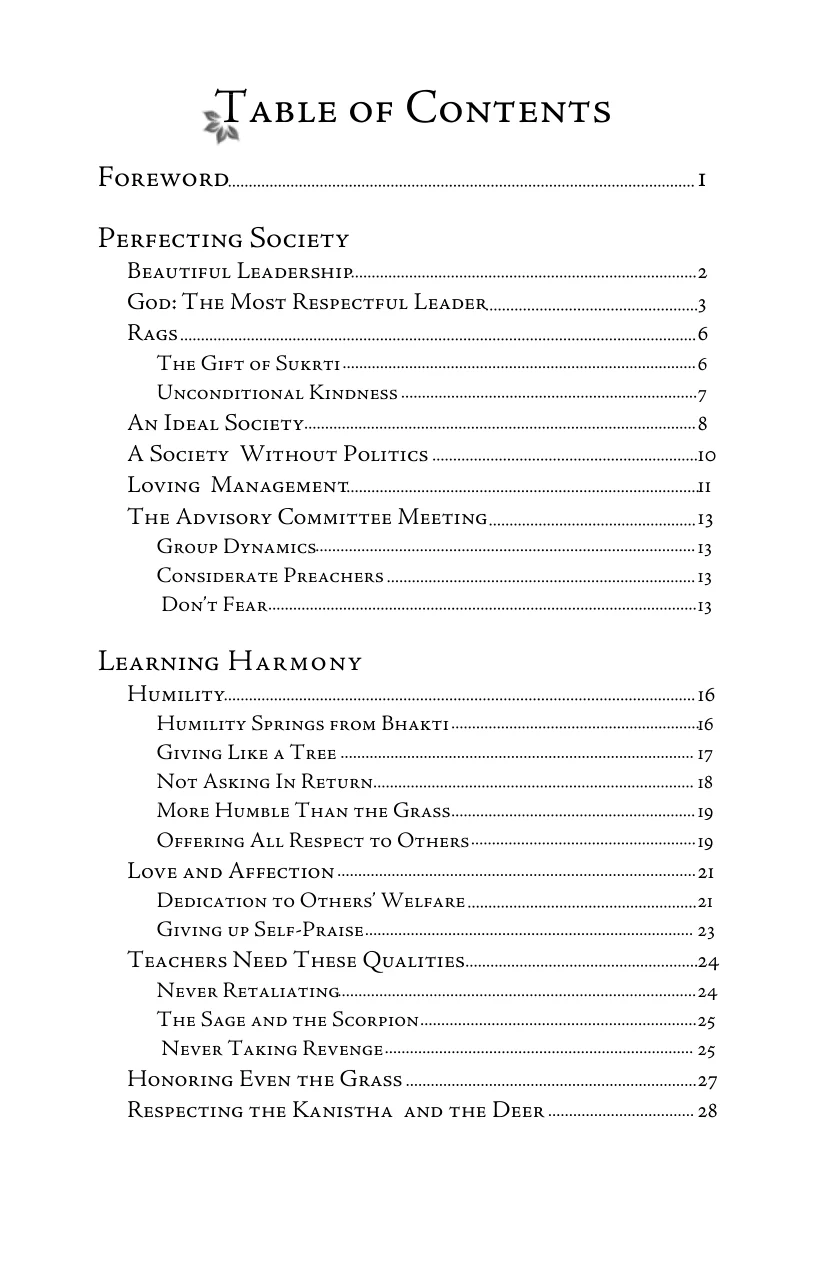 Table of Contents
Foreword 1
Perfecting Society
Beautiful Leadership 2
God: The Most Respectful Leader 3
Rags 6
The Gift of Sukrti 6
Unconditional Kindness 7
An Ideal Society 8
A Society Without Politics 10
Loving Management 11
The Advisory Committee Meeting 13
Group Dynamics 13
Considerate Preachers 13
Don't Fear 13
Learning Harmony
Humility 16
Humility Springs from Bhakti 16
Giving Like a Tree 17
Not Asking In Return 18
More Humble Than the Grass 19
Offering All Respect to Others 19
Love and Affection 21
Dedication to Others' Welfare 21
Giving up Self-Praise 23
Teachers Need These Qualities 24
Never Retaliating 24
The Sage and the Scorpion 25
Never Taking Revenge 25
Honoring Even the Grass 27
Respecting the Kanistha and the Deer 28